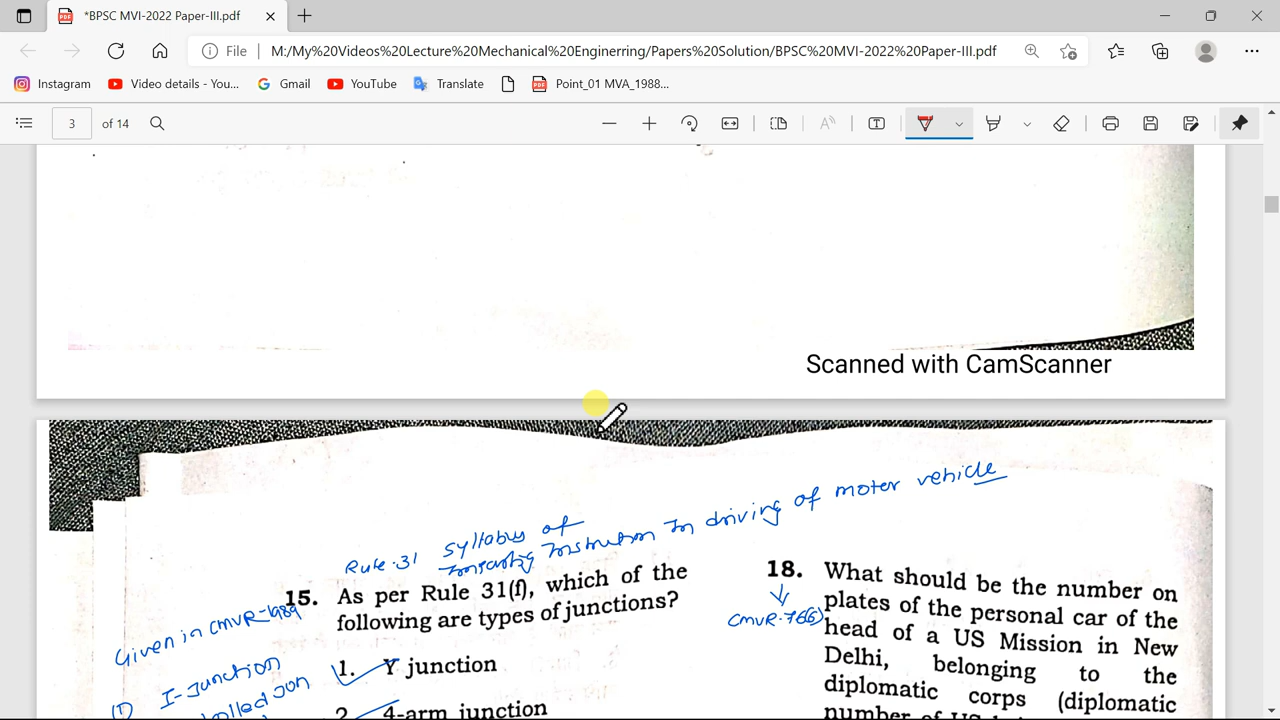 *BPSC MVI-2022 Paper-III.pdf
File M:/My%20Videos%20Lecture%20Mechanical%20Enginerring/Papers%20Solution/BPSC%20MVI-2022%20Paper-III.pdf
Instagram Video details - You... Gmail YouTube Translate Point_01 MVA_1988...
3 of 14
Scanned with CamScanner
Rule.31 Syllabus of
Imparting Instruction In driving of motor vehicle
15. As per Rule 31(f), which of the
following are types of junctions?
Given in CMVR-1989
1. Y junction
(1) I-Junction
2. 4-arm junction
18. What should be the number on
plates of the personal car of the
CMVR.76(6)
head of a US Mission in New
Delhi, belonging to the
diplomatic corps (diplomatic